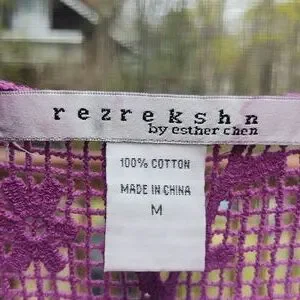 rezrekshn
by esther chen
100% COTTON
MADE IN CHINA
M